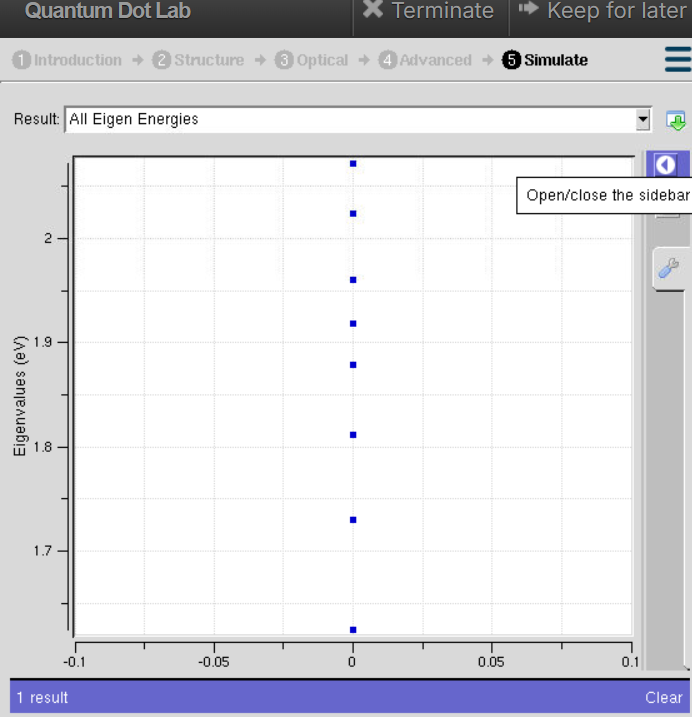 Quantum Dot Lab
Terminate
Keep for later
1 Introduction → 2 Structure → 3 Optical → 4 Advanced → 5 Simulate
Result: All Eigen Energies
Open/close the sidebar
Eigenvalues (eV)
2
1.9
1.8
1.7
-0.1
-0.05
0
0.05
0.1
1 result
Clear